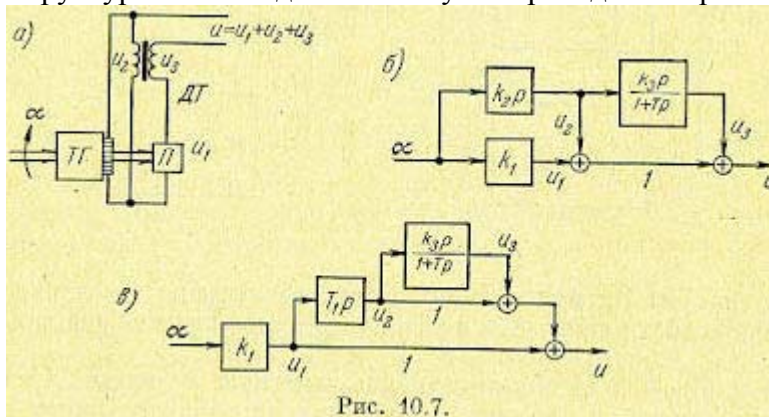 а)
u=u₁+u₂+u₃
u₂
u₃
ДТ
α
ТГ
П
u₁
б)
k₂p
k₃p
1+Tp
u₂
u₃
α
k₁
u₁
1
u
в)
k₃p
1+Tp
u₃
T₁p
u₂
1
α
k₁
u₁
1
u
Рис. 10.7.